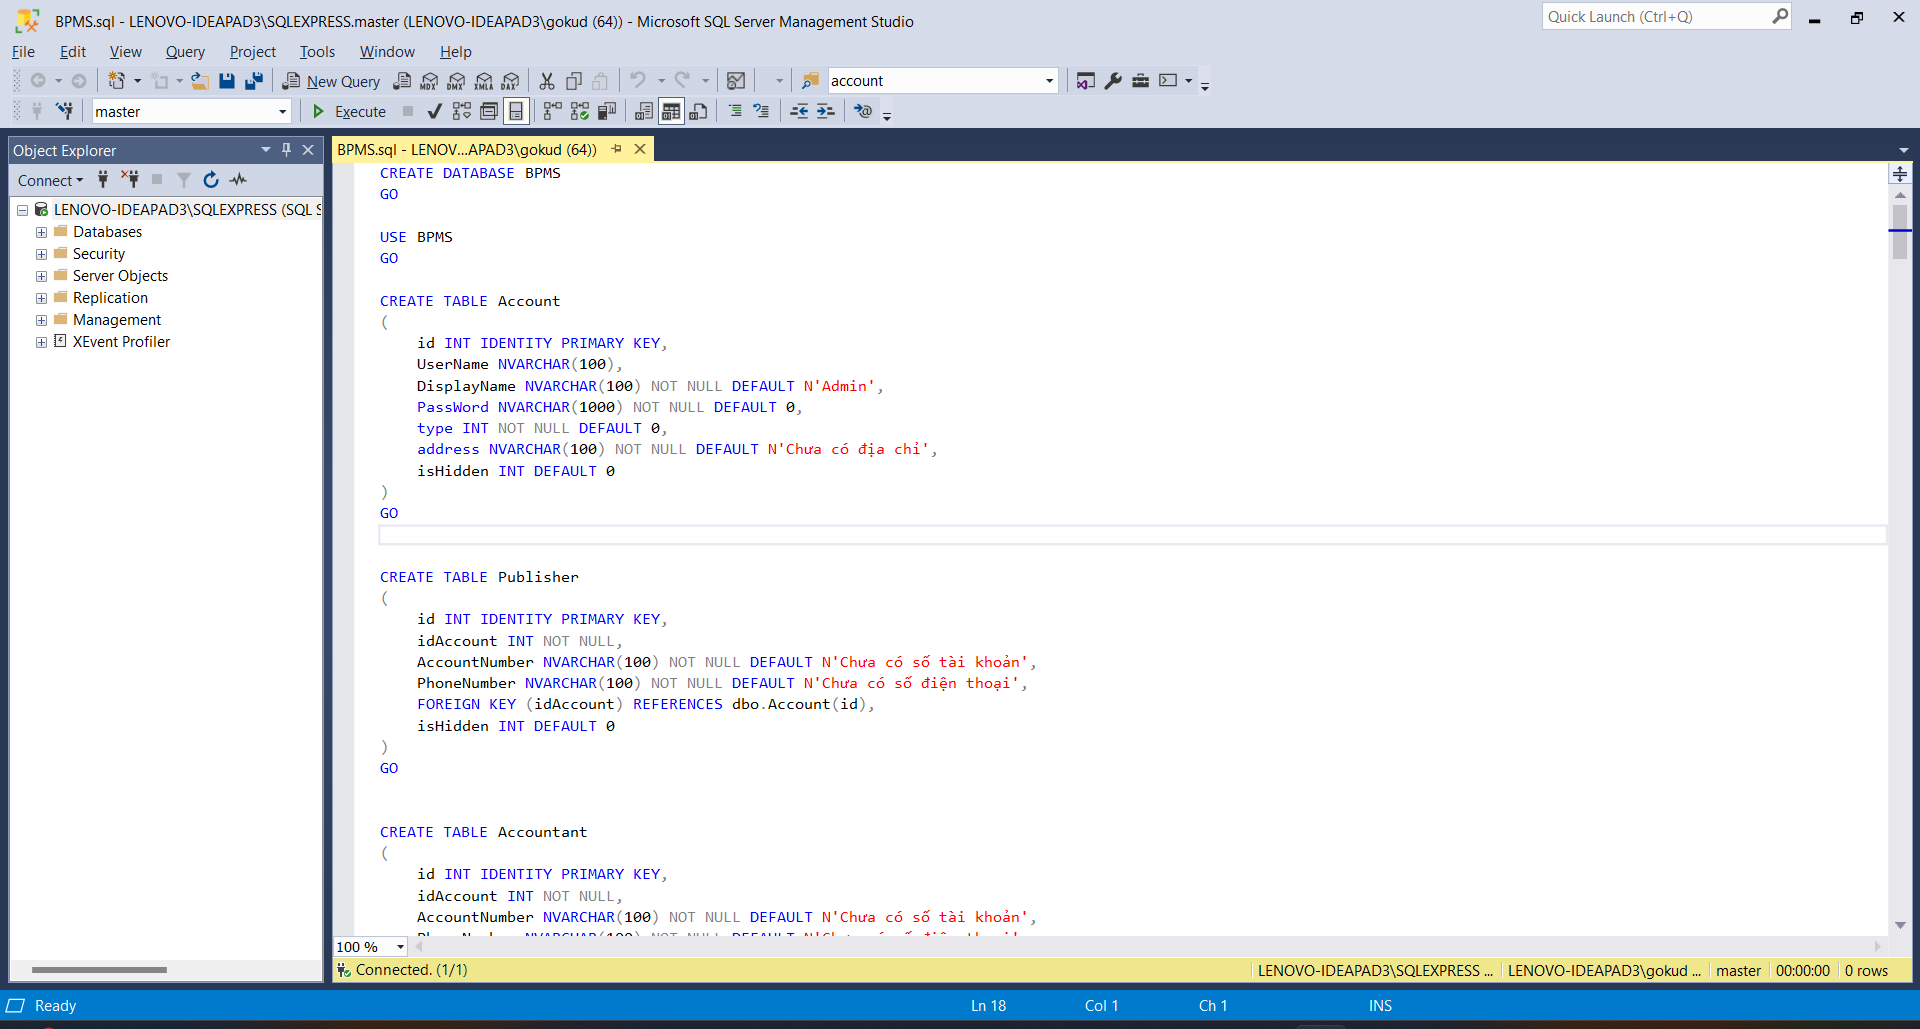 BPMS.sql - LENOVO-IDEAPAD3\SQLEXPRESS.master (LENOVO-IDEAPAD3\gokud (64)) - Microsoft SQL Server Management Studio
Quick Launch (Ctrl+Q)
File Edit View Query Project Tools Window Help
New Query MDX DMX XMLA DAX account
master Execute
Object Explorer
BPMS.sql - LENOV...APAD3\gokud (64))
Connect
LENOVO-IDEAPAD3\SQLEXPRESS (SQL S
Databases
Security
Server Objects
Replication
Management
XEvent Profiler
CREATE DATABASE BPMS
GO
USE BPMS
GO
CREATE TABLE Account
(
id INT IDENTITY PRIMARY KEY,
UserName NVARCHAR(100),
DisplayName NVARCHAR(100) NOT NULL DEFAULT N'Admin',
PassWord NVARCHAR(1000) NOT NULL DEFAULT 0,
type INT NOT NULL DEFAULT 0,
address NVARCHAR(100) NOT NULL DEFAULT N'Chưa có địa chỉ',
isHidden INT DEFAULT 0
)
GO
CREATE TABLE Publisher
(
id INT IDENTITY PRIMARY KEY,
idAccount INT NOT NULL,
AccountNumber NVARCHAR(100) NOT NULL DEFAULT N'Chưa có số tài khoản',
PhoneNumber NVARCHAR(100) NOT NULL DEFAULT N'Chưa có số điện thoại',
FOREIGN KEY (idAccount) REFERENCES dbo.Account(id),
isHidden INT DEFAULT 0
)
GO
CREATE TABLE Accountant
(
id INT IDENTITY PRIMARY KEY,
idAccount INT NOT NULL,
AccountNumber NVARCHAR(100) NOT NULL DEFAULT N'Chưa có số tài khoản',
100 %
Connected. (1/1) LENOVO-IDEAPAD3\SQLEXPRESS ... LENOVO-IDEAPAD3\gokud ... master 00:00:00 0 rows
Ready Ln 18 Col 1 Ch 1 INS